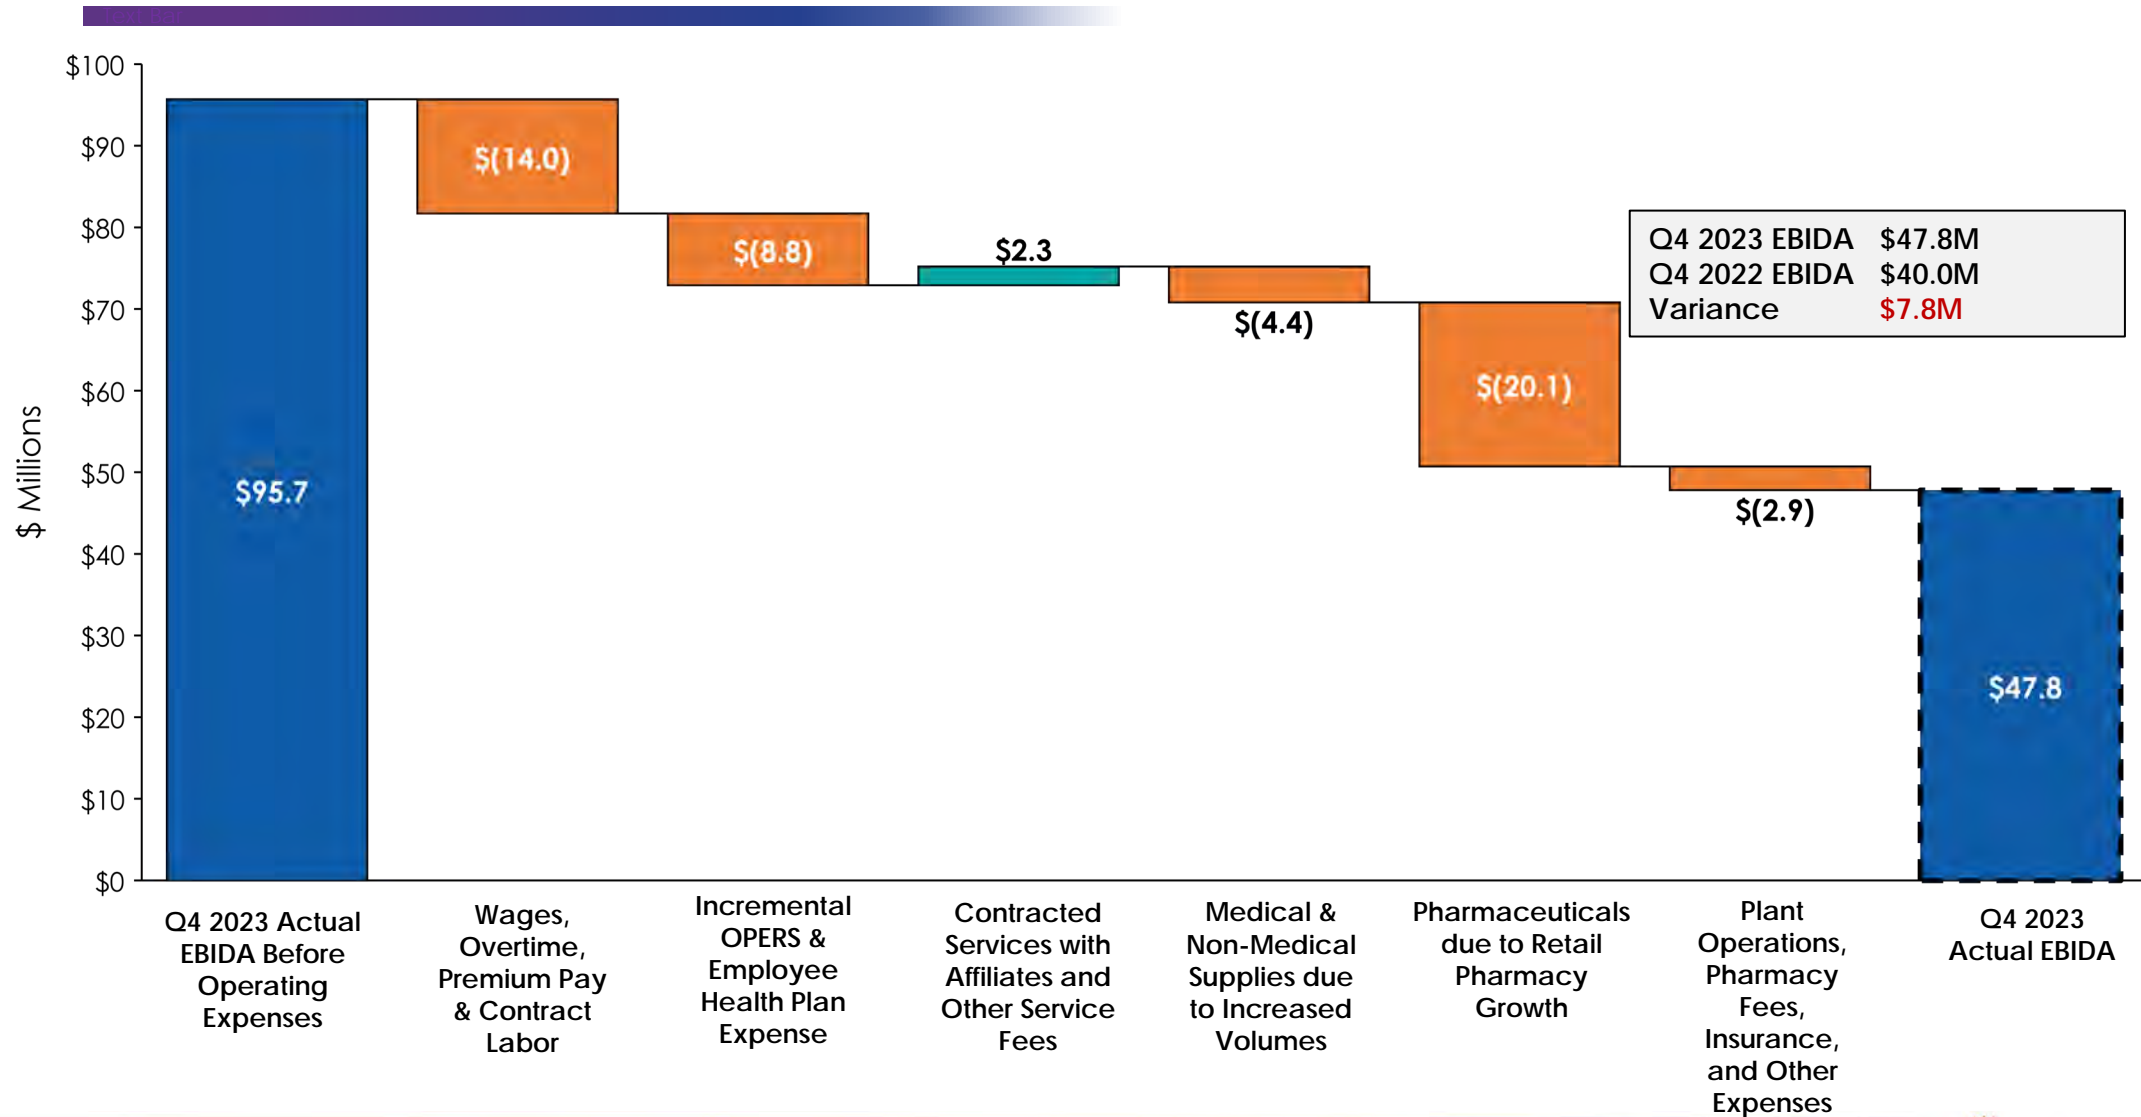 Text Bar
$100
$90
$80
$70
$60
$50
$40
$30
$20
$10
$0
$ Millions
$95.7
$(14.0)
$(8.8)
$2.3
$(4.4)
$(20.1)
$(2.9)
$47.8
Q4 2023 EBIDA $47.8M
Q4 2022 EBIDA $40.0M
Variance $7.8M
Q4 2023 Actual
EBIDA Before
Operating
Expenses
Wages,
Overtime,
Premium Pay
& Contract
Labor
Incremental
OPERS &
Employee
Health Plan
Expense
Contracted
Services with
Affiliates and
Other Service
Fees
Medical &
Non-Medical
Supplies due
to Increased
Volumes
Pharmaceuticals
due to Retail
Pharmacy
Growth
Plant
Operations,
Pharmacy
Fees,
Insurance,
and Other
Expenses
Q4 2023
Actual EBIDA